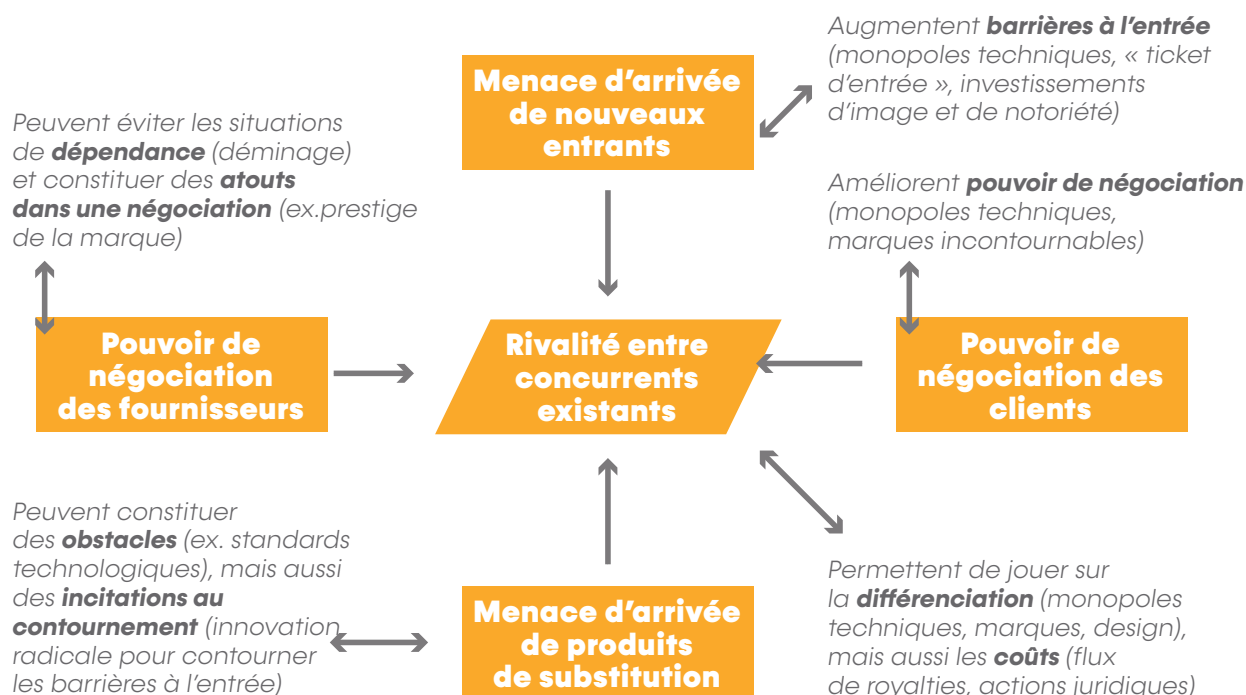 Augmentent barrières à l'entrée
(monopoles techniques, « ticket
d'entrée », investissements
d'image et de notoriété)
Menace d'arrivée
de nouveaux
entrants
Peuvent éviter les situations
de dépendance (déminage)
et constituer des atouts
dans une négociation (ex.prestige
de la marque)
Améliorent pouvoir de négociation
(monopoles techniques,
marques incontournables)
Pouvoir de
négociation
des fournisseurs
Rivalité entre
concurrents
existants
Pouvoir de
négociation des
clients
Peuvent constituer
des obstacles (ex. standards
technologiques), mais aussi
des incitations au
contournement (innovation
radicale pour contourner
les barrières à l'entrée)
Menace d'arrivée
de produits
de substitution
Permettent de jouer sur
la différenciation (monopoles
techniques, marques, design),
mais aussi les coûts (flux
de royalties, actions juridiques)